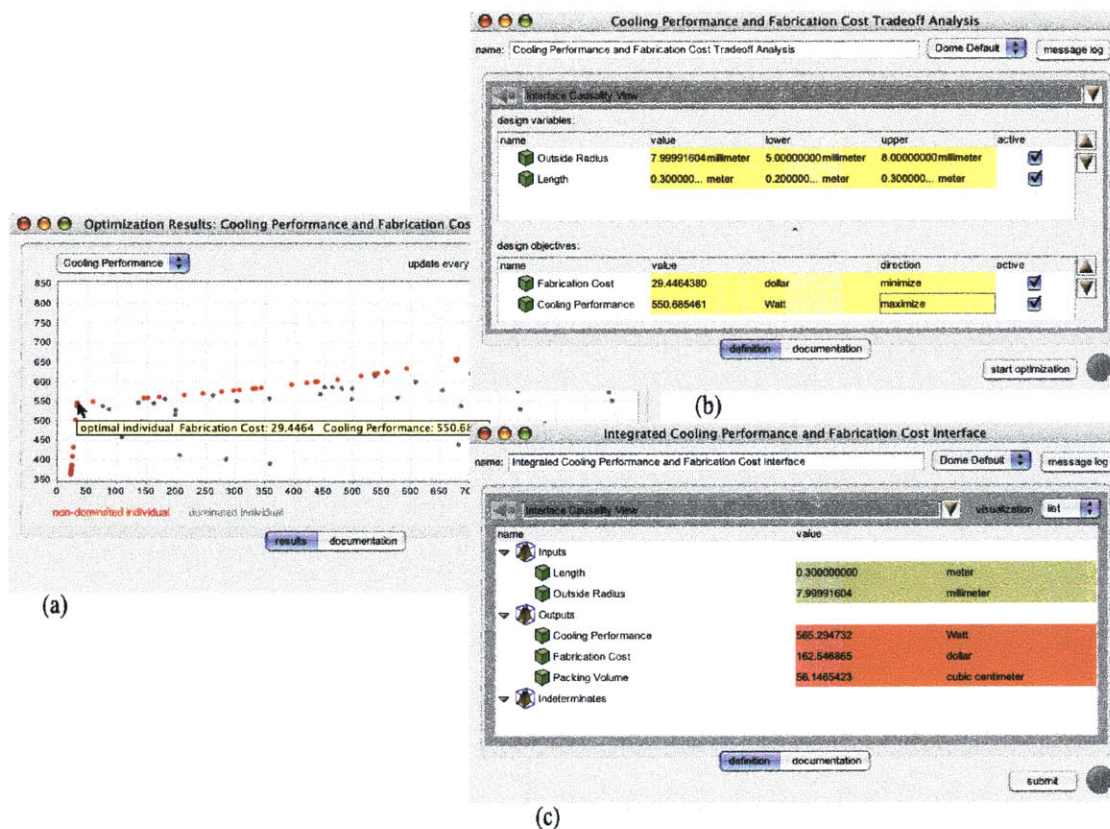 Cooling Performance and Fabrication Cost Tradeoff Analysis
name: Cooling Performance and Fabrication Cost Tradeoff Analysis Dome Default message log
Interface Causality View
design variables:
name value lower upper active
Outside Radius 7.99991604 millimeter 5.00000000 millimeter 8.00000000 millimeter
Length 0.300000... meter 0.200000... meter 0.300000... meter
design objectives:
name value direction active
Fabrication Cost 29.4464380 dollar minimize
Cooling Performance 550.685461 Watt maximize
definition documentation
start optimization
(b)
Optimization Results: Cooling Performance and Fabrication Cos
Cooling Performance update every
850
750
650
600
550
500
450
400
350
optimal individual Fabrication Cost: 29.4464 Cooling Performance: 550.68
0 50 100 150 200 250 300 350 400 450 500 550 600 650 70
non-dominated individual dominated individual
results documentation
(a)
Integrated Cooling Performance and Fabrication Cost Interface
name: Integrated Cooling Performance and Fabrication Cost Interface Dome Default message log
Interface Causality View visualization list
name value
Inputs
Length 0.300000000 meter
Outside Radius 7.99991604 millimeter
Outputs
Cooling Performance 565.294732 Watt
Fabrication Cost 162.546865 dollar
Packing Volume 56.1465423 cubic centimeter
Indeterminates
definition documentation
submit
(c)